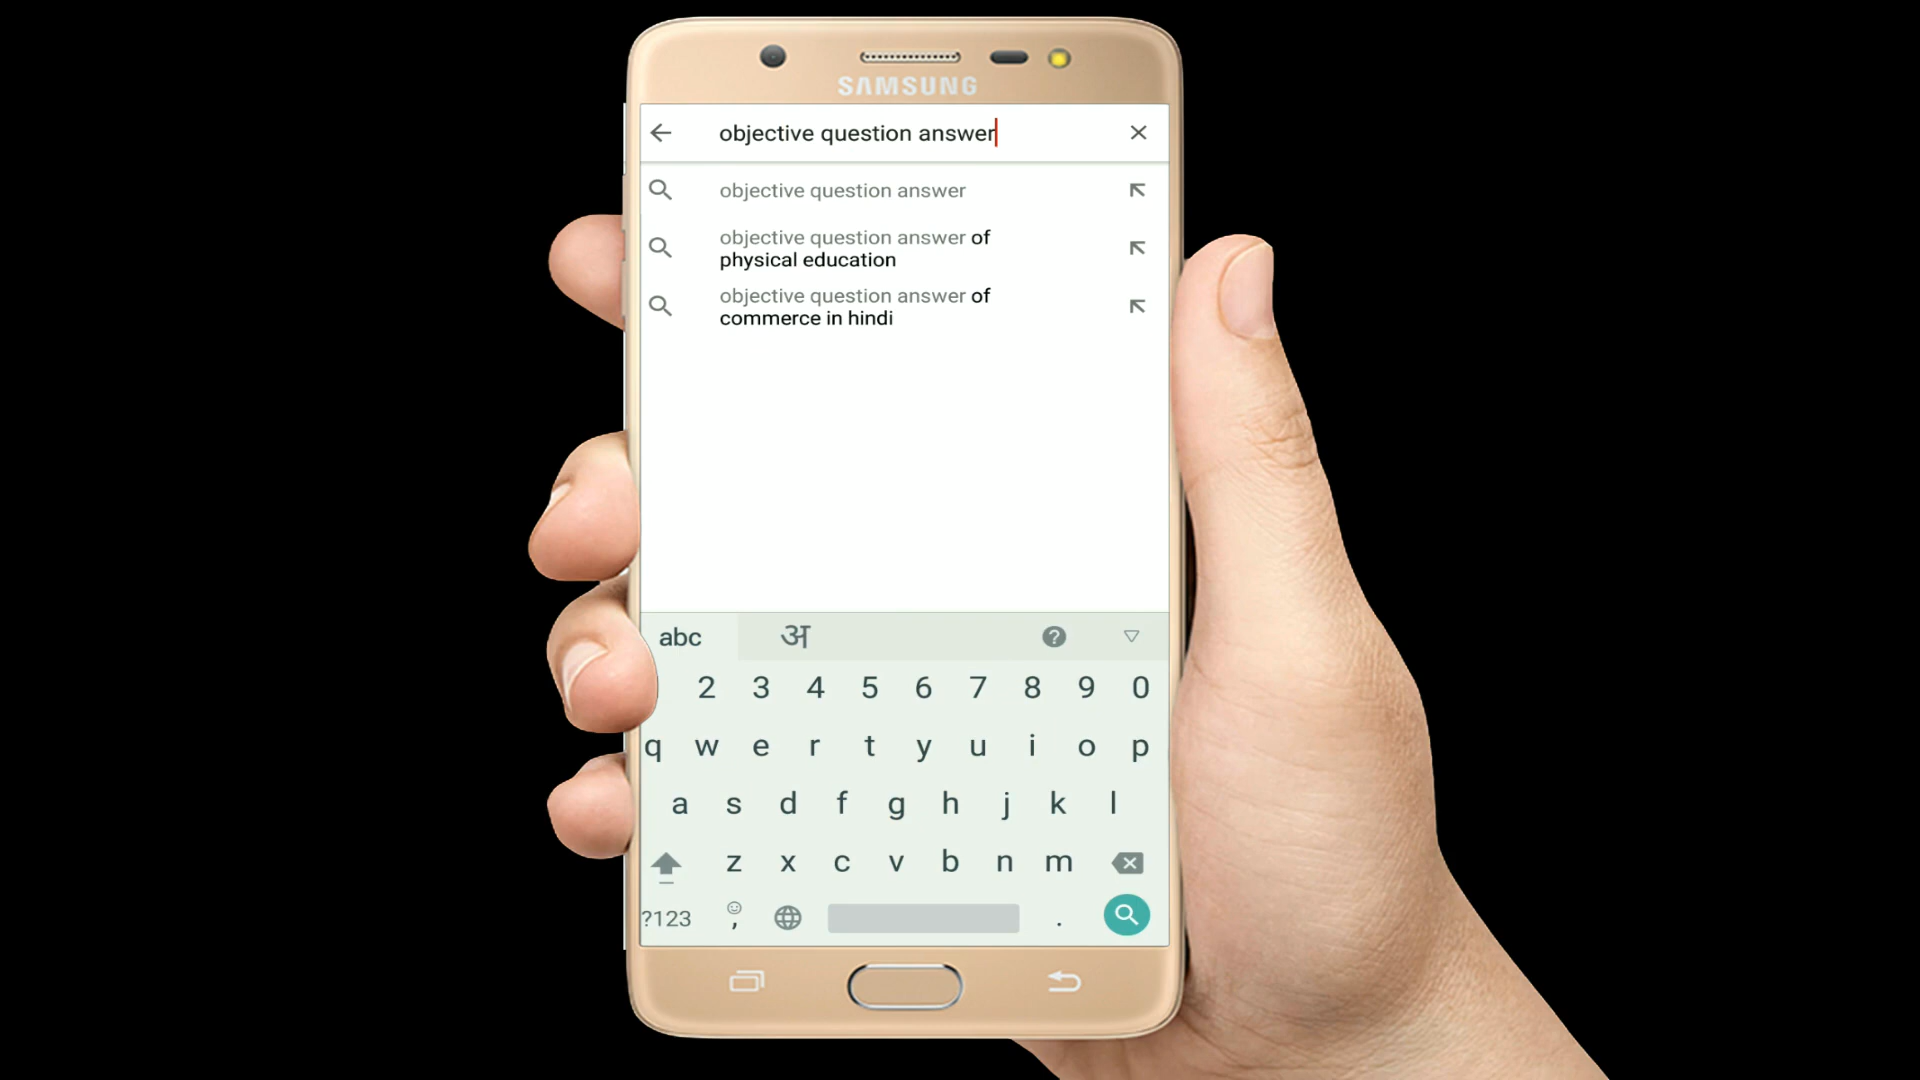 SAMSUNG
objective question answer
objective question answer
objective question answer of
physical education
objective question answer of
commerce in hindi
abc अ
2 3 4 5 6 7 8 9 0
q w e r t y u i o p
a s d f g h j k l
z x c v b n m
?123 , .